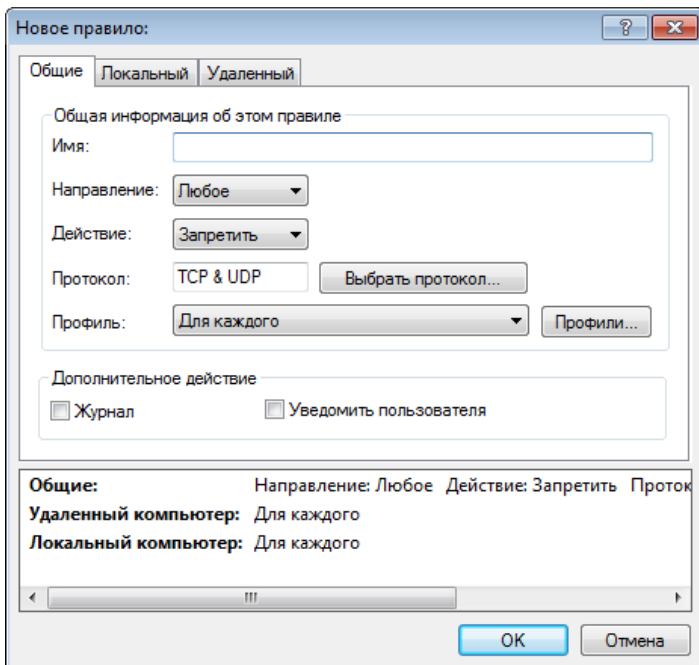 Новое правило:
Общие Локальный Удаленный
Общая информация об этом правиле
Имя:
Направление: Любое
Действие: Запретить
Протокол: TCP & UDP Выбрать протокол...
Профиль: Для каждого Профили...
Дополнительное действие
Журнал Уведомить пользователя
Общие: Направление: Любое Действие: Запретить Проток
Удаленный компьютер: Для каждого
Локальный компьютер: Для каждого
OK Отмена